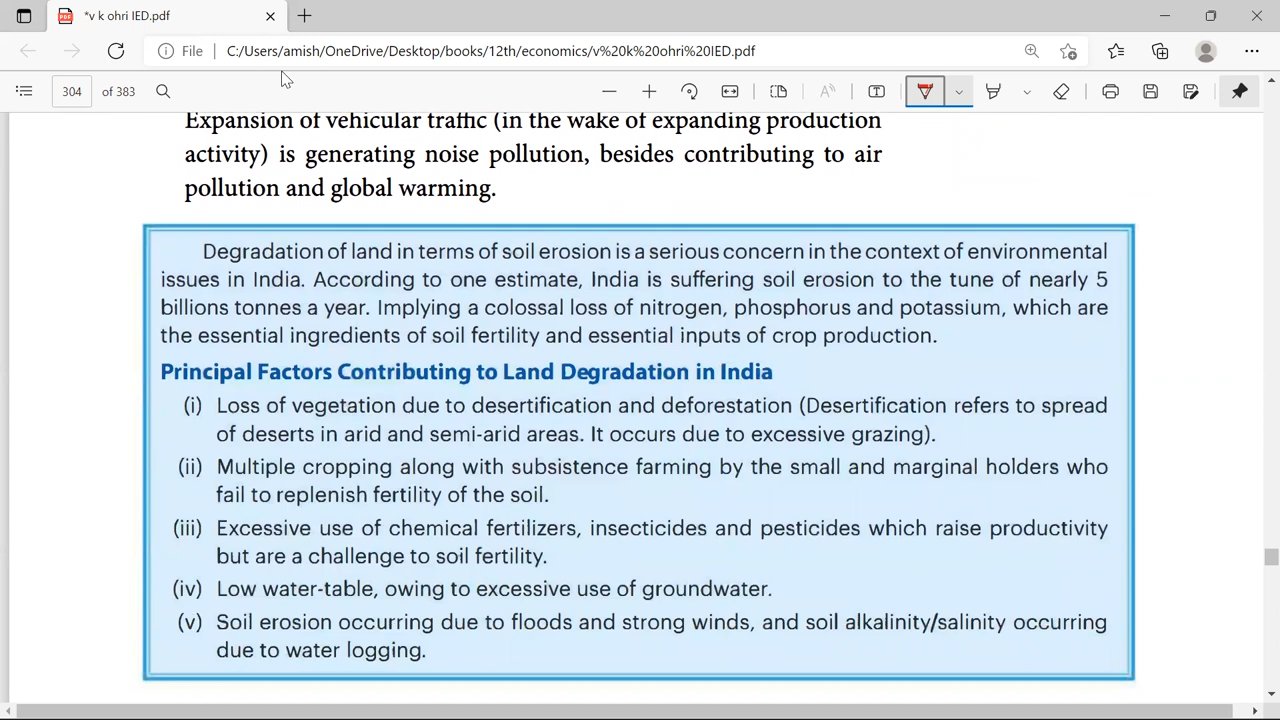 *v k ohri IED.pdf
File C:/Users/amish/OneDrive/Desktop/books/12th/economics/v%20k%20ohri%20IED.pdf
304 of 383
Expansion of vehicular traffic (in the wake of expanding production
activity) is generating noise pollution, besides contributing to air
pollution and global warming.
Degradation of land in terms of soil erosion is a serious concern in the context of environmental
issues in India. According to one estimate, India is suffering soil erosion to the tune of nearly 5
billions tonnes a year. Implying a colossal loss of nitrogen, phosphorus and potassium, which are
the essential ingredients of soil fertility and essential inputs of crop production.
Principal Factors Contributing to Land Degradation in India
(i) Loss of vegetation due to desertification and deforestation (Desertification refers to spread
of deserts in arid and semi-arid areas. It occurs due to excessive grazing).
(ii) Multiple cropping along with subsistence farming by the small and marginal holders who
fail to replenish fertility of the soil.
(iii) Excessive use of chemical fertilizers, insecticides and pesticides which raise productivity
but are a challenge to soil fertility.
(iv) Low water-table, owing to excessive use of groundwater.
(v) Soil erosion occurring due to floods and strong winds, and soil alkalinity/salinity occurring
due to water logging.